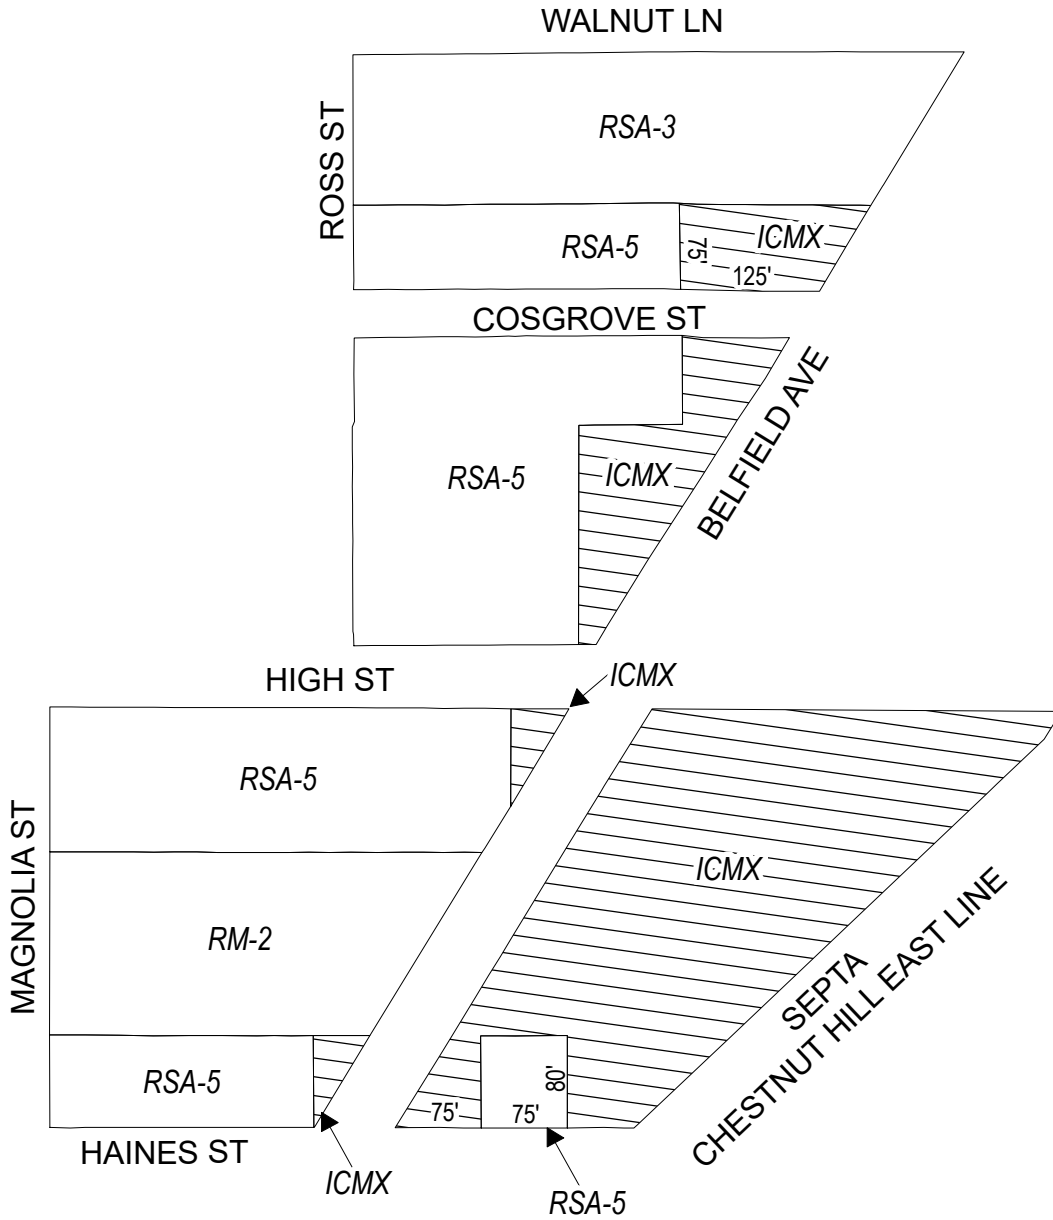 WALNUT LN
ROSS ST
RSA-3
RSA-5
75'
ICMX
125'
COSGROVE ST
BELFIELD AVE
RSA-5
ICMX
HIGH ST
ICMX
RSA-5
MAGNOLIA ST
ICMX
RM-2
SEPTA
CHESTNUT HILL EAST LINE
RSA-5
80'
75'
75'
HAINES ST
ICMX
RSA-5